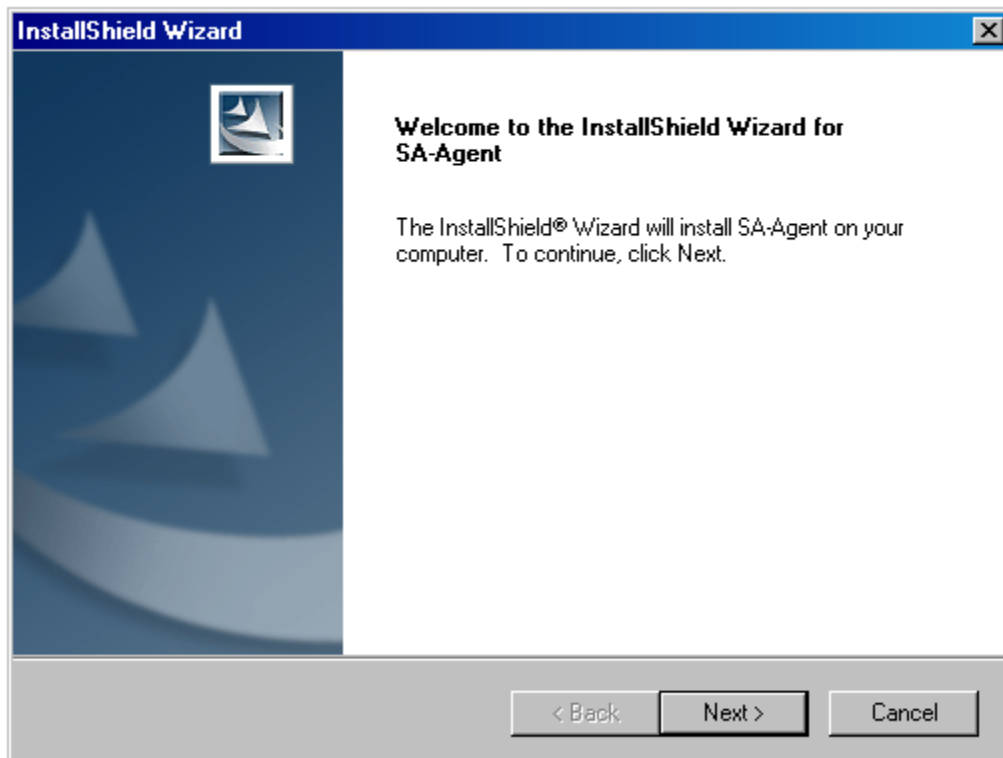 InstallShield Wizard
Welcome to the InstallShield Wizard for
SA-Agent
The InstallShield® Wizard will install SA-Agent on your
computer. To continue, click Next.
< Back
Next >
Cancel